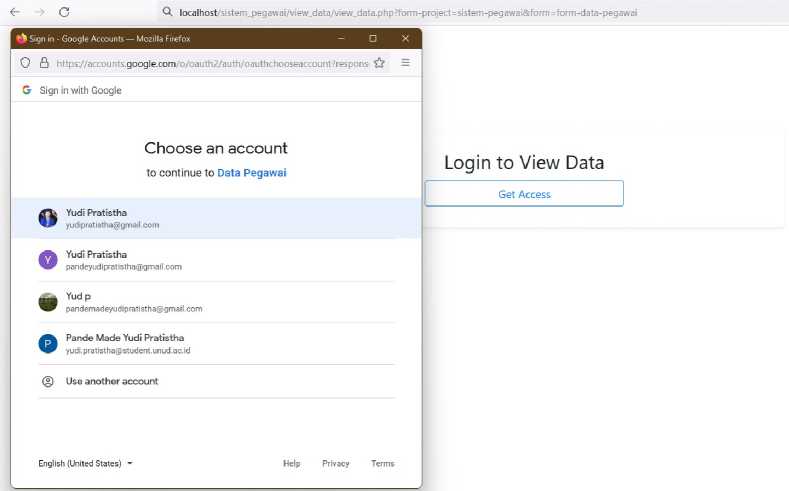 localhost/sistem_pegawai/view_data/view_data.php?form-project=sistem-pegawai&form=form-data-pegawai
Sign in - Google Accounts — Mozilla Firefox
https://accounts.google.com/o/oauth2/auth/oauthchooseaccount?respons
Sign in with Google
Choose an account
to continue to Data Pegawai
Yudi Pratistha
yudipratistha@gmail.com
Y
Yudi Pratistha
pandeyudipratistha@gmail.com
Yud p
pandemadeyudipratistha@gmail.com
P
Pande Made Yudi Pratistha
yudi.pratistha@student.unud.ac.id
Use another account
English (United States)
Help Privacy Terms
Login to View Data
Get Access